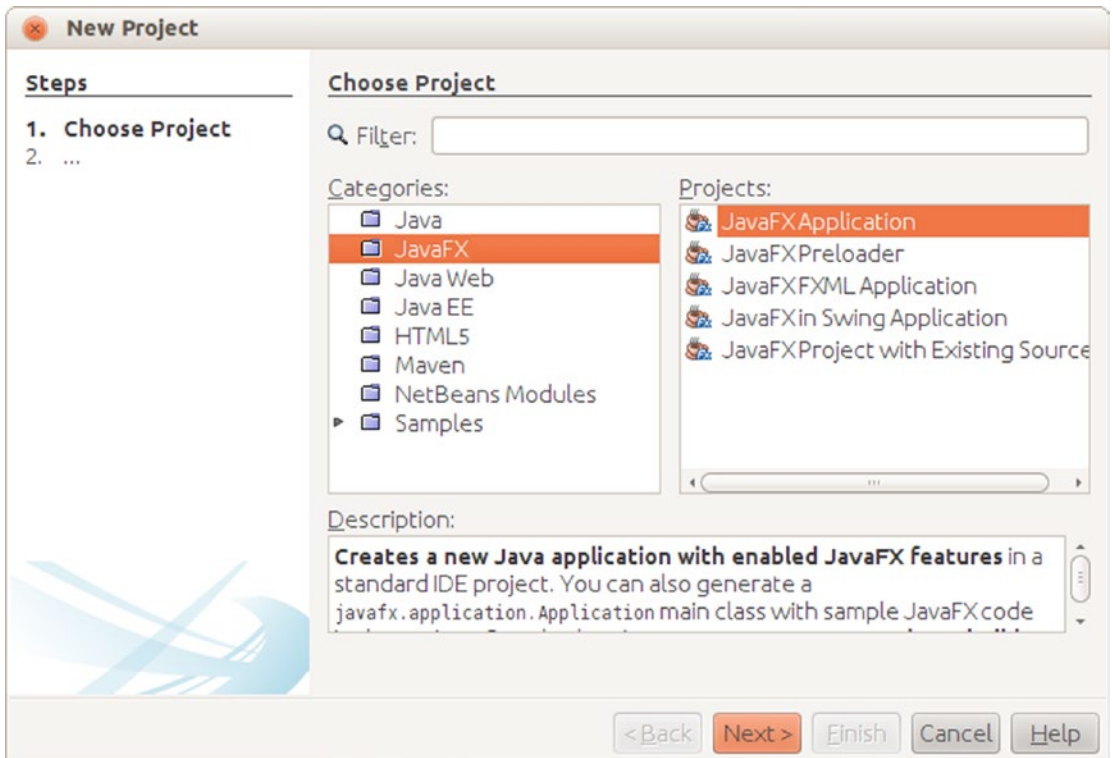 New Project
Steps
1. Choose Project
2. ...
Choose Project
Filter:
Categories:
Java
JavaFX
Java Web
Java EE
HTML5
Maven
NetBeans Modules
Samples
Projects:
JavaFX Application
JavaFX Preloader
JavaFX FXML Application
JavaFX in Swing Application
JavaFX Project with Existing Source
Description:
Creates a new Java application with enabled JavaFX features in a
standard IDE project. You can also generate a
javafx.application.Application main class with sample JavaFX code
< Back
Next >
Finish
Cancel
Help